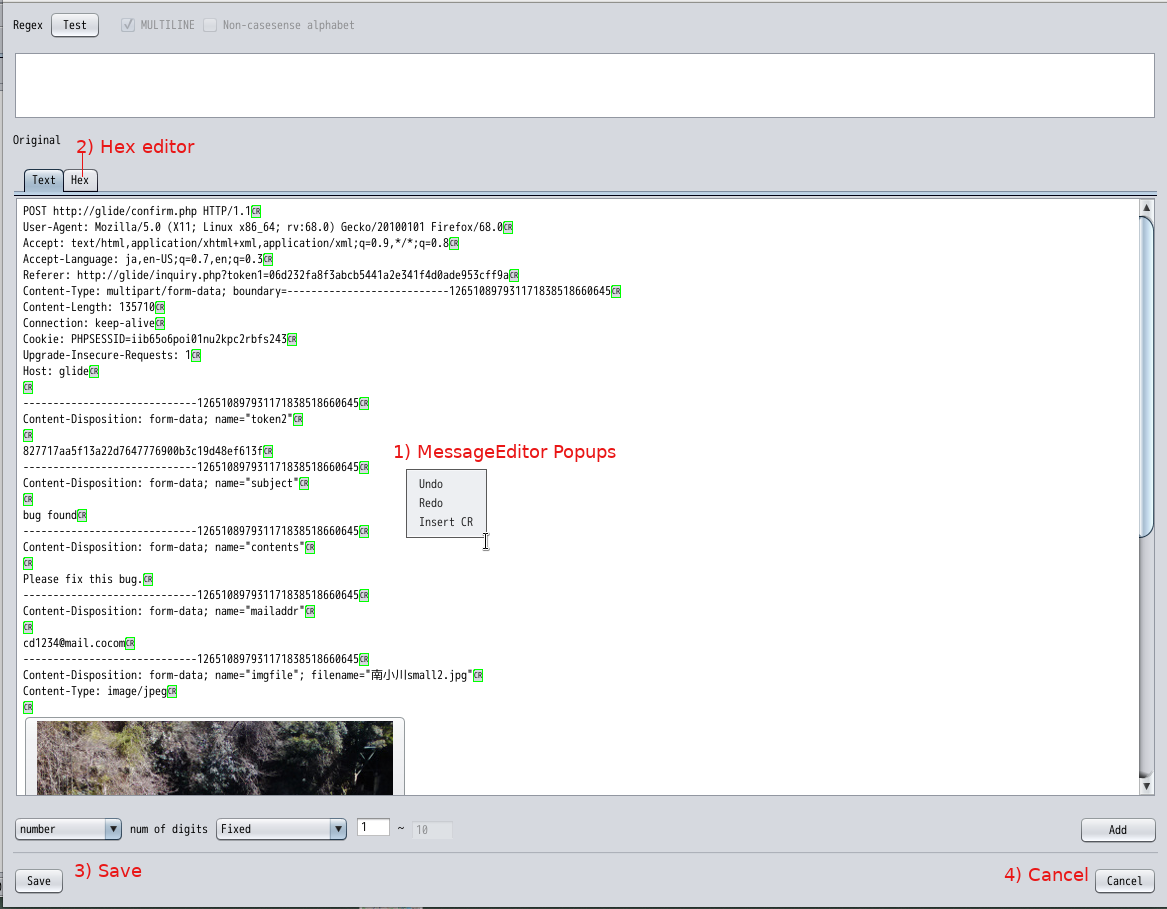 Regex Test MULTILINE Non-casesense alphabet
Original
2) Hex editor
Text Hex
POST http://glide/confirm.php HTTP/1.1CR
User-Agent: Mozilla/5.0 (X11; Linux x86_64; rv:68.0) Gecko/20100101 Firefox/68.0CR
Accept: text/html,application/xhtml+xml,application/xml;q=0.9,*/*;q=0.8CR
Accept-Language: ja,en-US;q=0.7,en;q=0.3CR
Referer: http://glide/inquiry.php?token1=06d232fa8f3abcb5441a2e341f4d0ade953cff9aCR
Content-Type: multipart/form-data; boundary=---------------------------126510897931171838518660645CR
Content-Length: 135710CR
Connection: keep-aliveCR
Cookie: PHPSESSID=iib65o6poi01nu2kpc2rbfs243CR
Upgrade-Insecure-Requests: 1CR
Host: glideCR
CR
-----------------------------126510897931171838518660645CR
Content-Disposition: form-data; name="token2"CR
CR
827717aa5f13a22d7647776900b3c19d48ef613fCR
-----------------------------126510897931171838518660645CR
Content-Disposition: form-data; name="subject"CR
CR
bug foundCR
-----------------------------126510897931171838518660645CR
Content-Disposition: form-data; name="contents"CR
CR
Please fix this bug.CR
-----------------------------126510897931171838518660645CR
Content-Disposition: form-data; name="mailaddr"CR
CR
cd1234@mail.cocomCR
-----------------------------126510897931171838518660645CR
Content-Disposition: form-data; name="imgfile"; filename="南小川small2.jpg"CR
Content-Type: image/jpegCR
CR
1) MessageEditor Popups
Undo
Redo
Insert CR
number num of digits Fixed 1 ~ 10 Add
Save 3) Save 4) Cancel Cancel